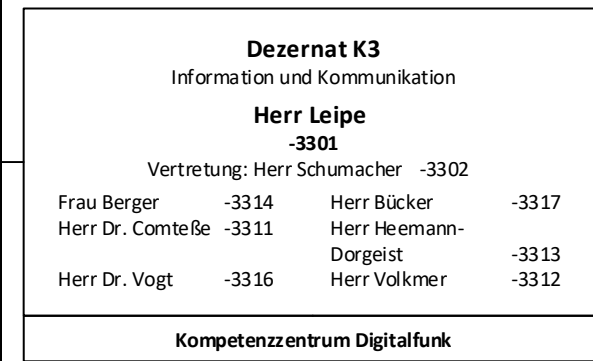 Dezernat K3
Information und Kommunikation
Herr Leipe
-3301
Vertretung: Herr Schumacher -3302
Frau Berger -3314 Herr Bücker -3317
Herr Dr. Comteße -3311 Herr Heemann-
Dorgeist -3313
Herr Dr. Vogt -3316 Herr Volkmer -3312
Kompetenzzentrum Digitalfunk